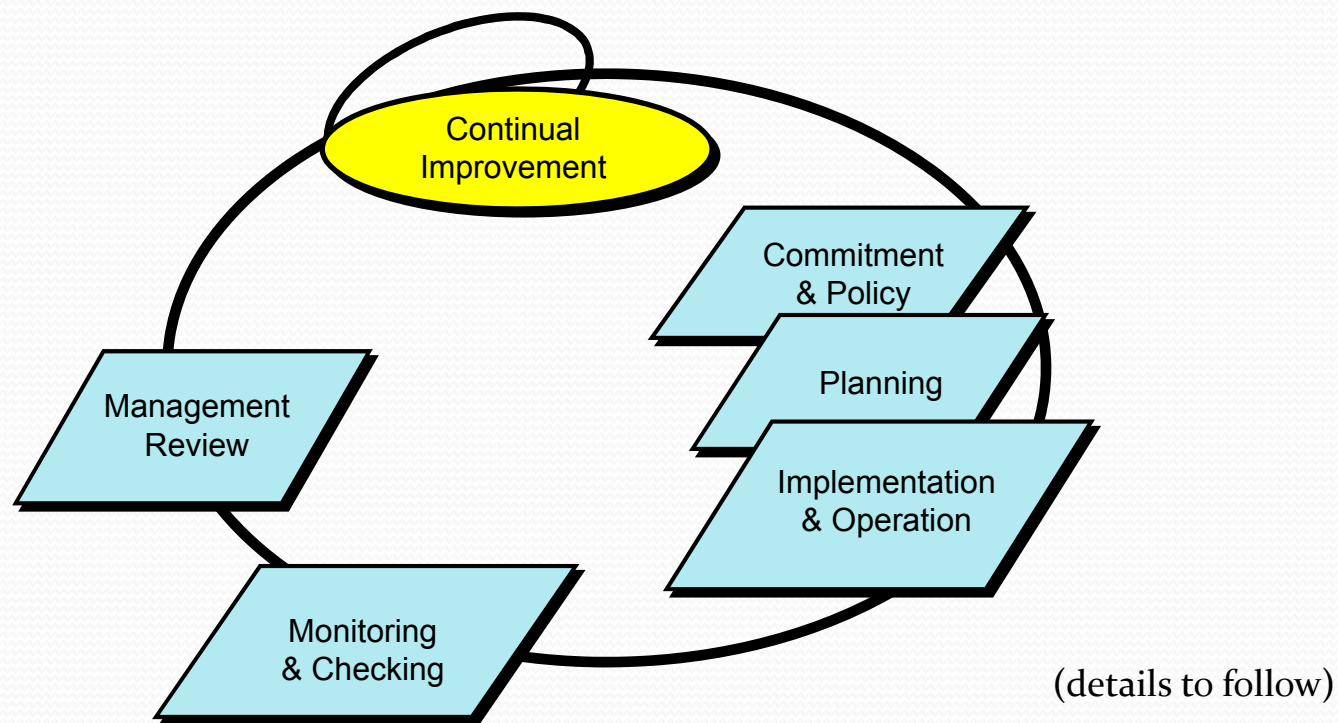 Continual
Improvement
Commitment
& Policy
Planning
Implementation
& Operation
Monitoring
& Checking
Management
Review
(details to follow)